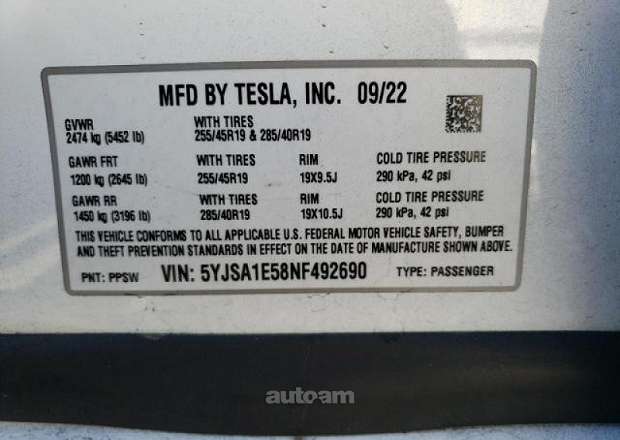 MFD BY TESLA, INC. 09/22
GVWR WITH TIRES
2474 kg (5452 lb) 255/45R19 & 285/40R19
GAWR FRT WITH TIRES RIM COLD TIRE PRESSURE
1200 kg (2645 lb) 255/45R19 19X9.5J 290 kPa, 42 psi
GAWR RR WITH TIRES RIM COLD TIRE PRESSURE
1450 kg (3196 lb) 285/40R19 19X10.5J 290 kPa, 42 psi
THIS VEHICLE CONFORMS TO ALL APPLICABLE U.S. FEDERAL MOTOR VEHICLE SAFETY, BUMPER
AND THEFT PREVENTION STANDARDS IN EFFECT ON THE DATE OF MANUFACTURE SHOWN ABOVE.
PNT: PPSW VIN: 5YJSA1E58NF492690 TYPE: PASSENGER
autoam